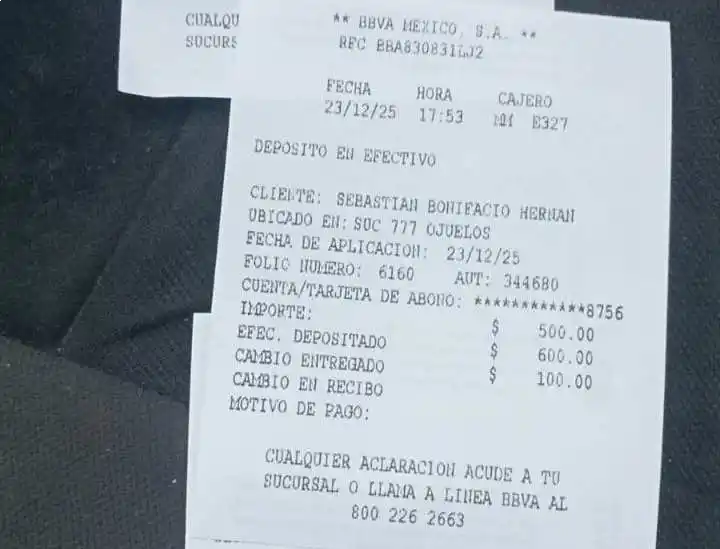 CUALQU
SUCURS
** BBVA MEXICO, S.A. **
RFC BBA830831LJ2
FECHA HORA CAJERO
23/12/25 17:53 MM E327
DEPOSITO EN EFECTIVO
CLIENTE: SEBASTIAN BONIFACIO HERNAN
UBICADO EN: SUC 777 OJUELOS
FECHA DE APLICACION: 23/12/25
FOLIO NUMERO: 6160 AUT: 344680
CUENTA/TARJETA DE ABONO: ************8756
IMPORTE: $ 500.00
EFEC. DEPOSITADO $ 600.00
CAMBIO ENTREGADO $ 100.00
CAMBIO EN RECIBO
MOTIVO DE PAGO:
CUALQUIER ACLARACION ACUDE A TU
SUCURSAL O LLAMA A LINEA BBVA AL
800 226 2663